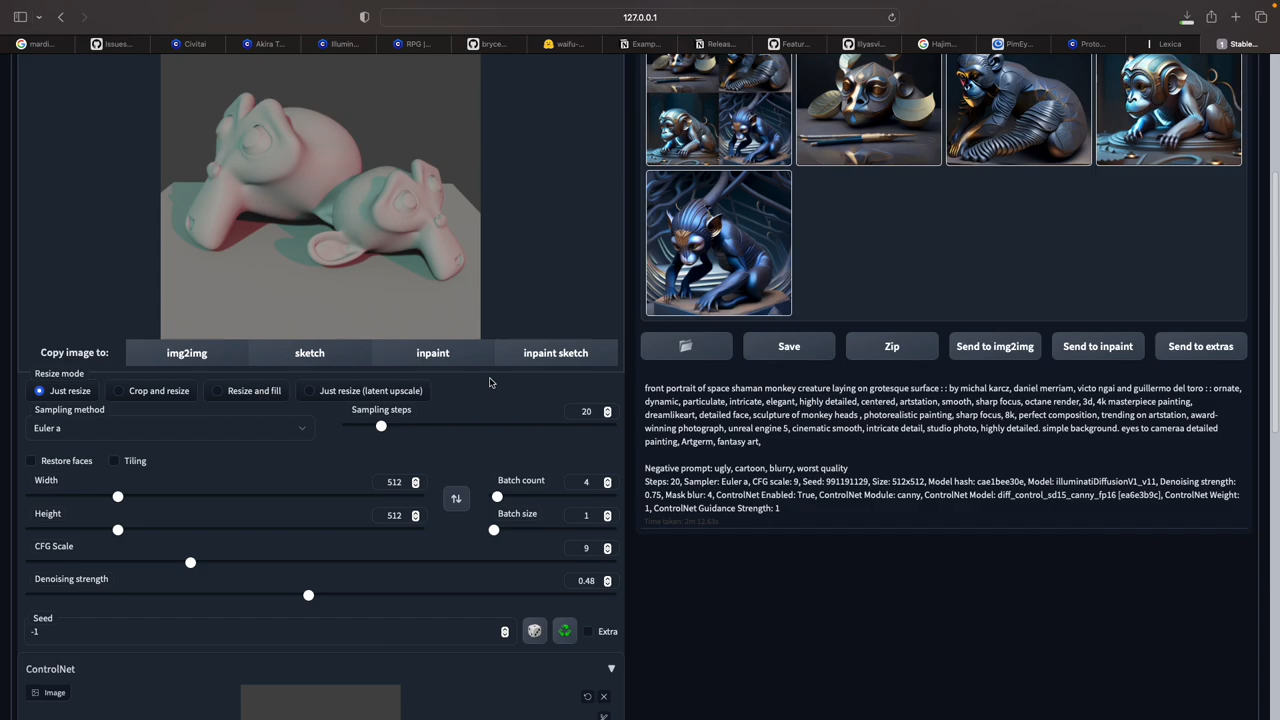 127.0.0.1
mardi...
Issues...
Civitai
Akira T...
Illumin...
RPG |...
bryce...
waifu-...
Examp...
Releas...
Featur...
lllyasvi...
Hajim...
PimEy...
Proto...
Lexica
1 Stable...
Copy image to:
img2img
sketch
inpaint
inpaint sketch
Resize mode
Just resize
Crop and resize
Resize and fill
Just resize (latent upscale)
Sampling method
Euler a
Sampling steps
20
Restore faces
Tiling
Width
512
Height
512
Batch count
4
Batch size
1
CFG Scale
9
Denoising strength
0.48
Seed
-1
Extra
ControlNet
Image
Save
Zip
Send to img2img
Send to inpaint
Send to extras
front portrait of space shaman monkey creature laying on grotesque surface : : by michal karcz, daniel merriam, victo ngai and guillermo del toro : : ornate,
dynamic, particulate, intricate, elegant, highly detailed, centered, artstation, smooth, sharp focus, octane render, 3d, 4k masterpiece painting,
dreamlikeart, detailed face, sculpture of monkey heads , photorealistic painting, sharp focus, 8k, perfect composition, trending on artstation, award-
winning photograph, unreal engine 5, cinematic smooth, intricate detail, studio photo, highly detailed. simple background. eyes to cameraa detailed
painting, Artgerm, fantasy art,
Negative prompt: ugly, cartoon, blurry, worst quality
Steps: 20, Sampler: Euler a, CFG scale: 9, Seed: 991191129, Size: 512x512, Model hash: cae1bee30e, Model: illuminatiDiffusionV1_v11, Denoising strength:
0.75, Mask blur: 4, ControlNet Enabled: True, ControlNet Module: canny, ControlNet Model: diff_control_sd15_canny_fp16 [ea6e3b9c], ControlNet Weight:
1, ControlNet Guidance Strength: 1
Time taken: 2m 12.63s